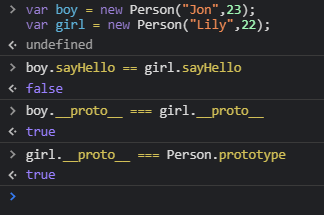 > var boy = new Person("Jon",23);
var girl = new Person("Lily",22);
< undefined
> boy.sayHello == girl.sayHello
< false
> boy.__proto__ === girl.__proto__
< true
> girl.__proto__ === Person.prototype
< true
>